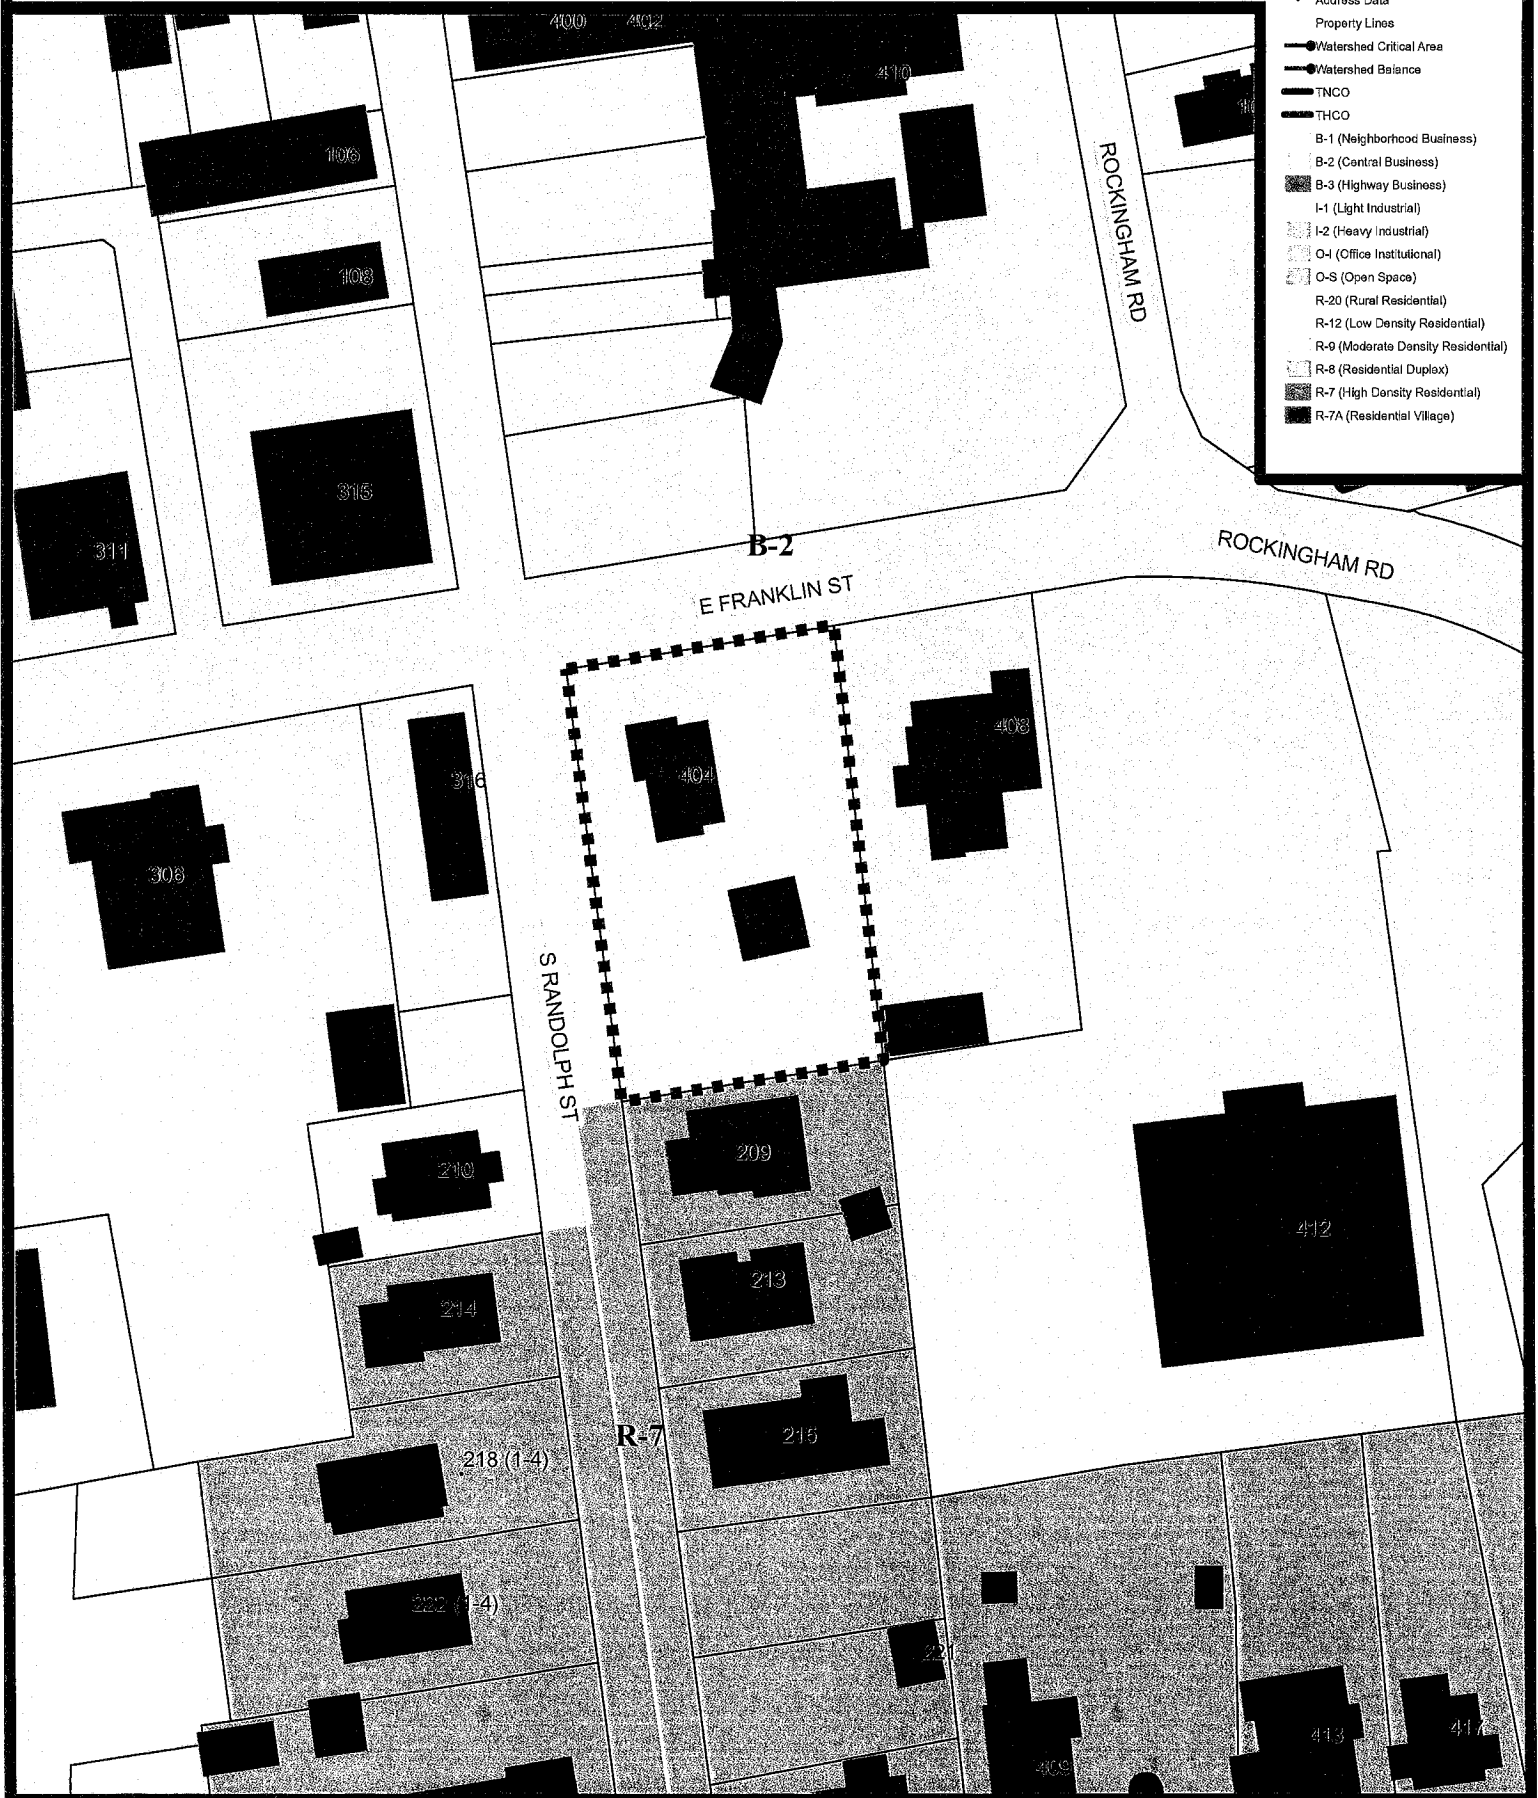 Address Data
Property Lines
Watershed Critical Area
Watershed Balance
TNCO
THCO
B-1 (Neighborhood Business)
B-2 (Central Business)
B-3 (Highway Business)
I-1 (Light Industrial)
I-2 (Heavy Industrial)
O-I (Office Institutional)
O-S (Open Space)
R-20 (Rural Residential)
R-12 (Low Density Residential)
R-9 (Moderate Density Residential)
R-8 (Residential Duplex)
R-7 (High Density Residential)
R-7A (Residential Village)
400
402
410
106
108
ROCKINGHAM RD
315
311
B-2
ROCKINGHAM RD
E FRANKLIN ST
408
404
316
308
S RANDOLPH ST
209
210
412
213
214
215
R-7
218 (1-4)
222 (1-4)
221
413
417
409